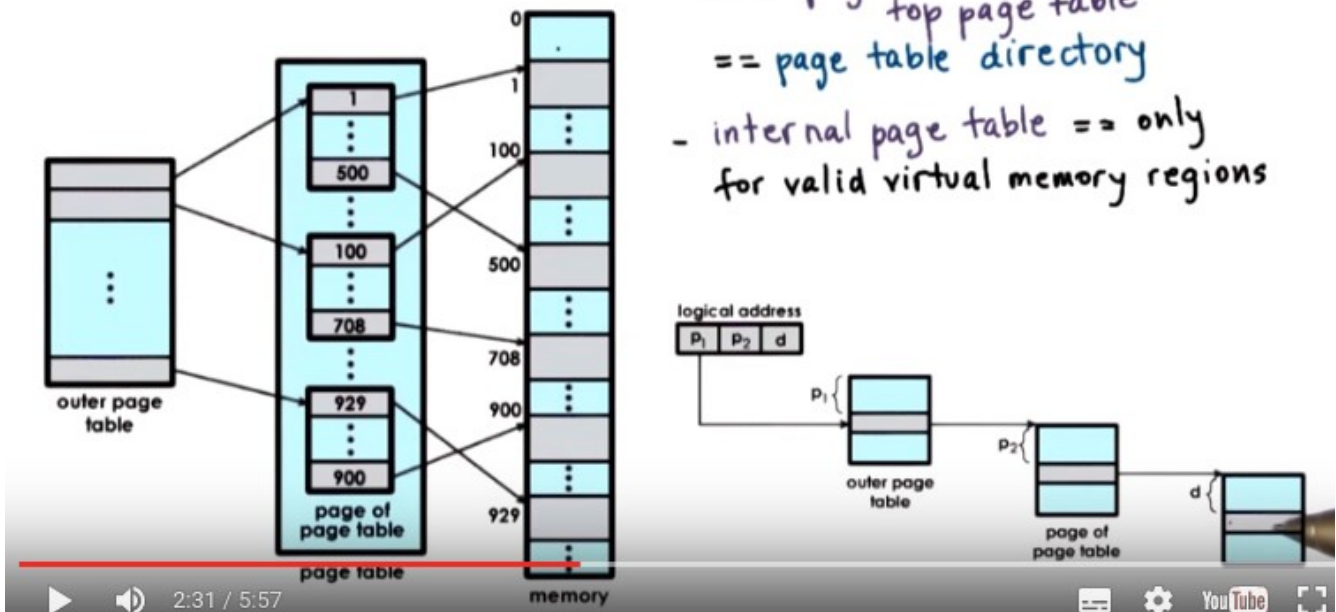 top page table
== page table directory
- internal page table == only
for valid virtual memory regions
outer page
table
1
500
100
708
929
900
page of
page table
page table
0
1
100
500
708
900
929
memory
logical address
P1 P2 d
P1
outer page
table
P2
page of
page table
d
2:31 / 5:57
YouTube